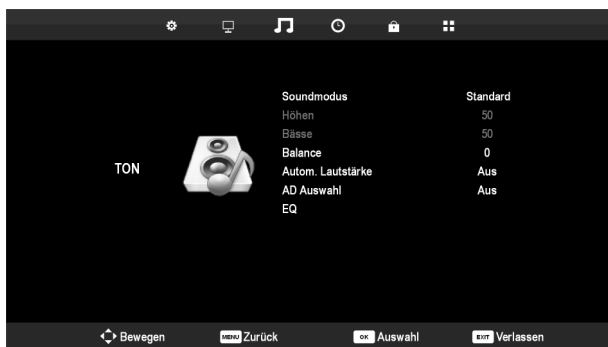 Soundmodus Standard
Höhen 50
Bässe 50
Balance 0
TON
Autom. Lautstärke Aus
AD Auswahl Aus
EQ
Bewegen MENU Zurück OK Auswahl EXIT Verlassen